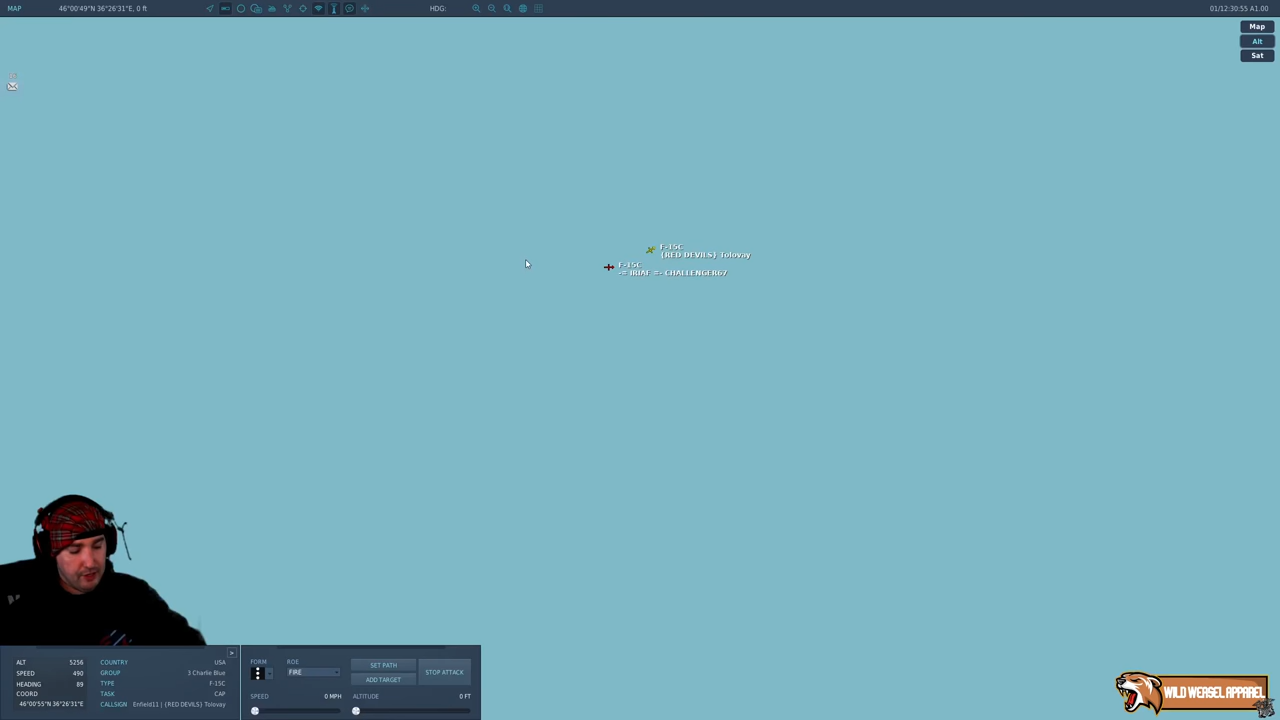 MAP
46°00'49"N 36°26'31"E, 0 ft
HDG:
01/12:30:55 A1.00
Map
Alt
Sat
F-15C
{RED DEVILS} Tolovay
F-15C
-= IRIAF =- CHALLENGER67
>
ALT 5256
SPEED 490
HEADING 89
COORD
46°00'55"N 36°26'31"E
COUNTRY USA
GROUP 3 Charlie Blue
TYPE F-15C
TASK CAP
CALLSIGN Enfield11 | {RED DEVILS} Tolovay
FORM
ROE
FIRE
SET PATH
ADD TARGET
STOP ATTACK
SPEED 0 MPH
ALTITUDE 0 FT
WILD WEASEL APPAREL